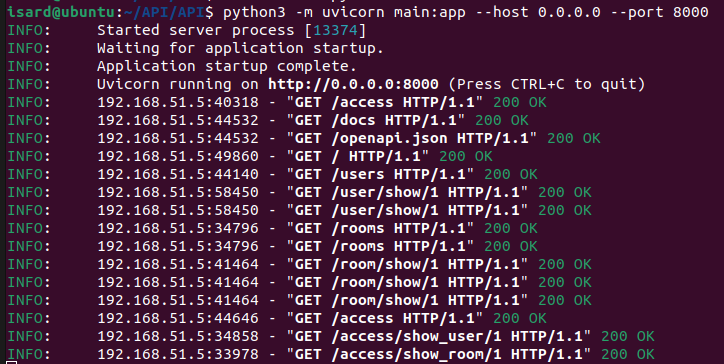 isard@ubuntu:~/API/API$ python3 -m uvicorn main:app --host 0.0.0.0 --port 8000
INFO:     Started server process [13374]
INFO:     Waiting for application startup.
INFO:     Application startup complete.
INFO:     Uvicorn running on http://0.0.0.0:8000 (Press CTRL+C to quit)
INFO:     192.168.51.5:40318 - "GET /access HTTP/1.1" 200 OK
INFO:     192.168.51.5:44532 - "GET /docs HTTP/1.1" 200 OK
INFO:     192.168.51.5:44532 - "GET /openapi.json HTTP/1.1" 200 OK
INFO:     192.168.51.5:49860 - "GET / HTTP/1.1" 200 OK
INFO:     192.168.51.5:44140 - "GET /users HTTP/1.1" 200 OK
INFO:     192.168.51.5:58450 - "GET /user/show/1 HTTP/1.1" 200 OK
INFO:     192.168.51.5:58450 - "GET /user/show/1 HTTP/1.1" 200 OK
INFO:     192.168.51.5:34796 - "GET /rooms HTTP/1.1" 200 OK
INFO:     192.168.51.5:34796 - "GET /rooms HTTP/1.1" 200 OK
INFO:     192.168.51.5:41464 - "GET /room/show/1 HTTP/1.1" 200 OK
INFO:     192.168.51.5:41464 - "GET /room/show/1 HTTP/1.1" 200 OK
INFO:     192.168.51.5:41464 - "GET /room/show/1 HTTP/1.1" 200 OK
INFO:     192.168.51.5:44646 - "GET /access HTTP/1.1" 200 OK
INFO:     192.168.51.5:34858 - "GET /access/show_user/1 HTTP/1.1" 200 OK
INFO:     192.168.51.5:33978 - "GET /access/show_room/1 HTTP/1.1" 200 OK